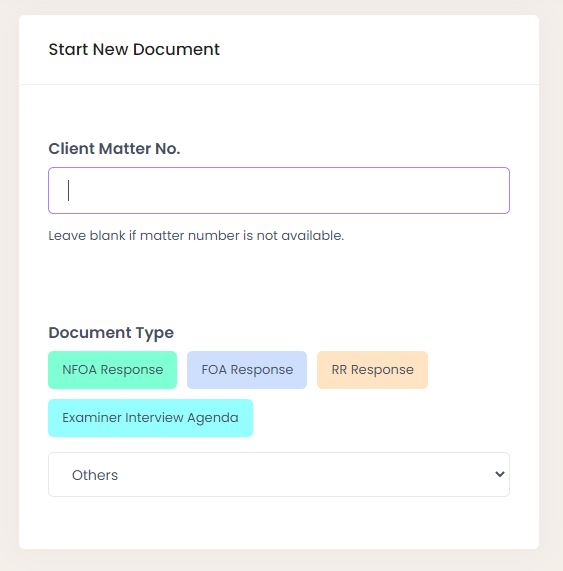 Start New Document
Client Matter No.
Leave blank if matter number is not available.
Document Type
NFOA Response
FOA Response
RR Response
Examiner Interview Agenda
Others